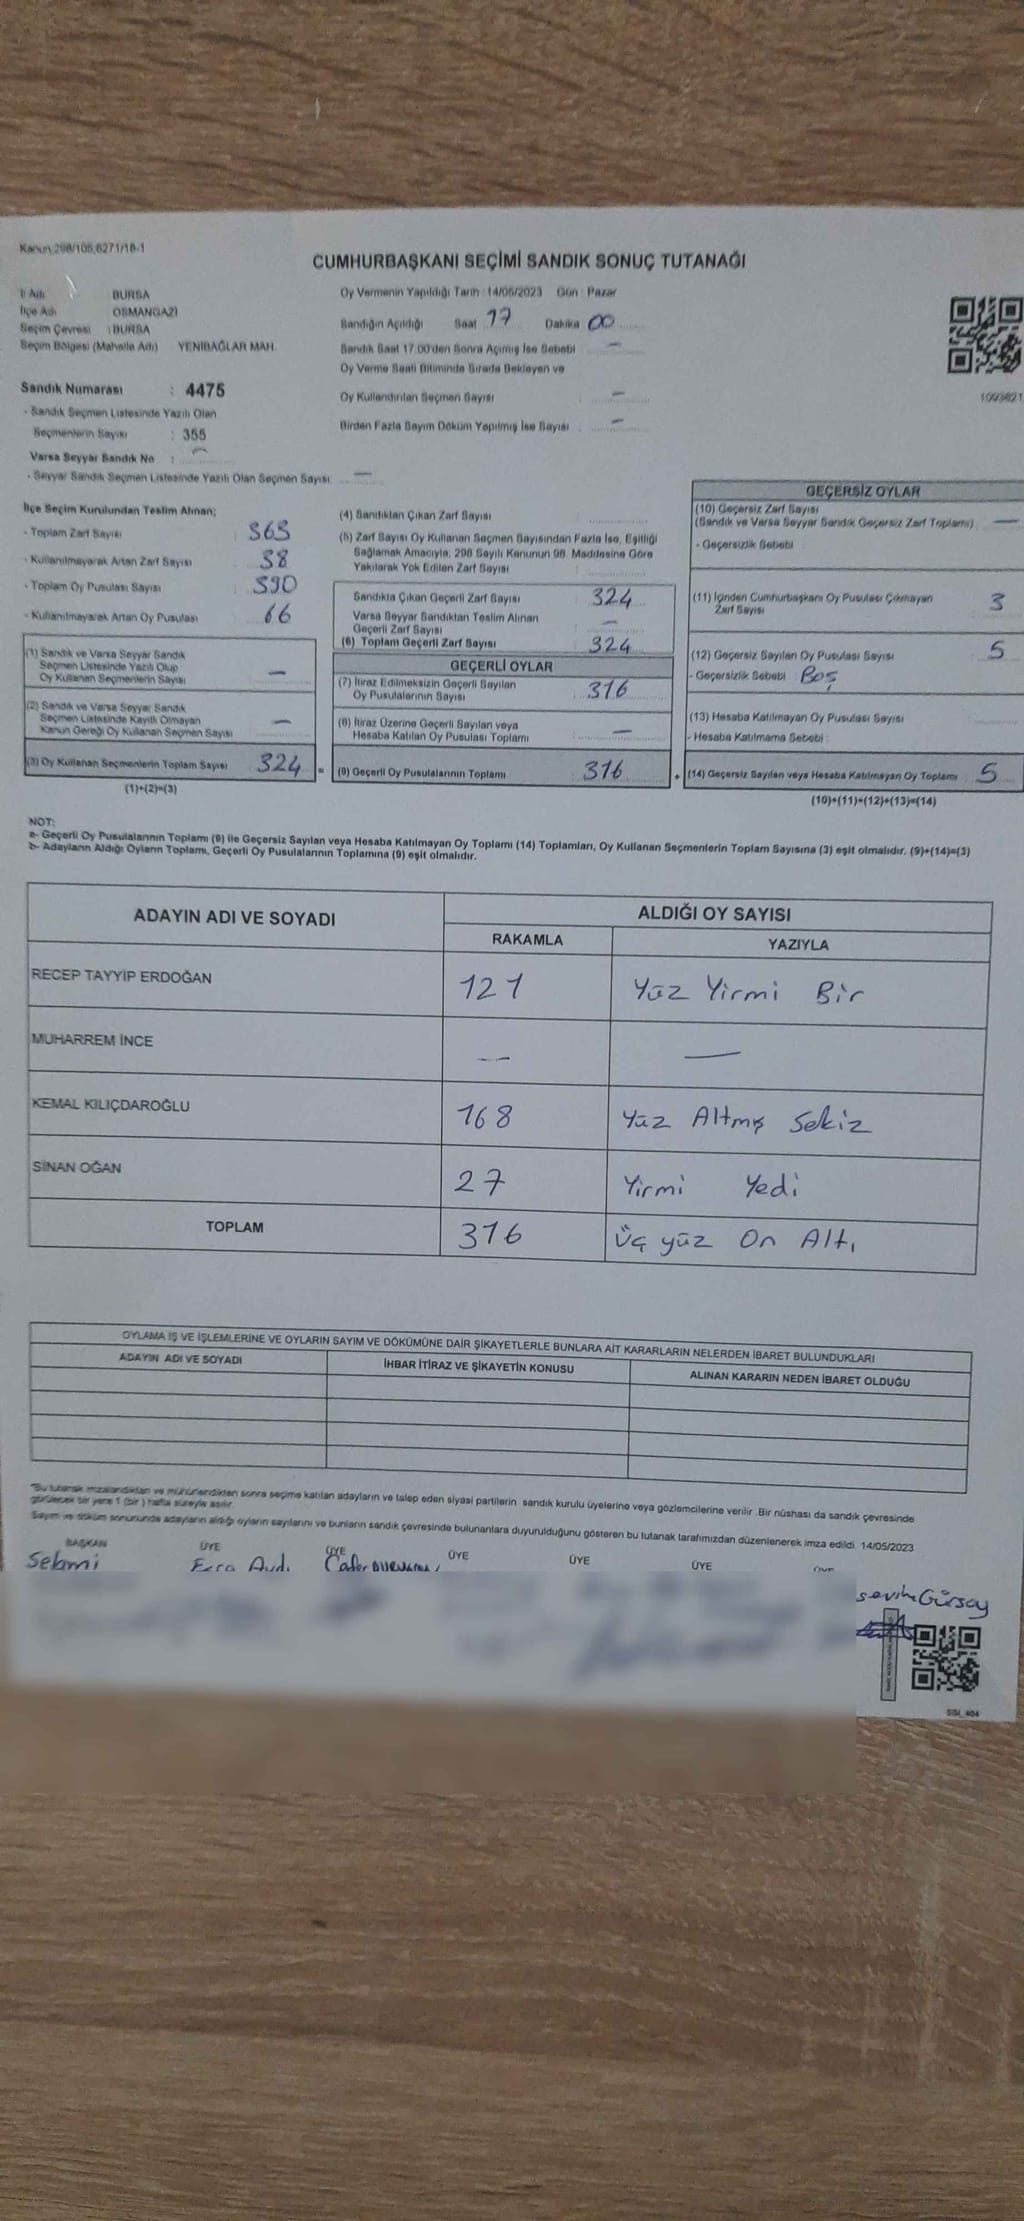 Kanun:298/105,6271/18-1
CUMHURBAŞKANI SEÇİMİ SANDIK SONUÇ TUTANAĞI
İl Adı BURSA
İlçe Adı OSMANGAZİ
Seçim Çevresi : BURSA
Seçim Bölgesi (Mahalle Adı) YENİBAĞLAR MAH.
Oy Vermenin Yapıldığı Tarih : 14/05/2023 Gün : Pazar
Sandığın Açıldığı Saat 17 Dakika 00
Sandık Saat 17:00'den Sonra Açılmış İse Sebebi —
Oy Verme Saati Bitiminde Sırada Bekleyen ve
Oy Kullandırılan Seçmen Sayısı : —
Birden Fazla Sayım Döküm Yapılmış İse Sayısı : —
Sandık Numarası : 4475
- Sandık Seçmen Listesinde Yazılı Olan
Seçmenlerin Sayısı : 355
Varsa Seyyar Sandık No : —
- Seyyar Sandık Seçmen Listesinde Yazılı Olan Seçmen Sayısı: —
İlçe Seçim Kurulundan Teslim Alınan;
- Toplam Zarf Sayısı : 363
- Kullanılmayarak Artan Zarf Sayısı : 38
- Toplam Oy Pusulası Sayısı : 390
- Kullanılmayarak Artan Oy Pusulası : 66
(1) Sandık ve Varsa Seyyar Sandık
Seçmen Listesinde Yazılı Olup
Oy Kullanan Seçmenlerin Sayısı —
(2) Sandık ve Varsa Seyyar Sandık
Seçmen Listesinde Kayıtlı Olmayan
Kanun Gereği Oy Kullanan Seçmen Sayısı —
(3) Oy Kullanan Seçmenlerin Toplam Sayısı 324 =
(1)+(2)=(3)
(4) Sandıktan Çıkan Zarf Sayısı
(5) Zarf Sayısı Oy Kullanan Seçmen Sayısından Fazla İse, Eşitliği
Sağlamak Amacıyla; 298 Sayılı Kanunun 98. Maddesine Göre
Yakılarak Yok Edilen Zarf Sayısı
Sandıkta Çıkan Geçerli Zarf Sayısı 324
Varsa Seyyar Sandıktan Teslim Alınan
Geçerli Zarf Sayısı —
(6) Toplam Geçerli Zarf Sayısı 324
GEÇERLİ OYLAR
(7) İtiraz Edilmeksizin Geçerli Sayılan
Oy Pusulalarının Sayısı : 316
(8) İtiraz Üzerine Geçerli Sayılan veya
Hesaba Katılan Oy Pusulası Toplamı : —
(9) Geçerli Oy Pusulalarının Toplamı : 316 +
GEÇERSİZ OYLAR
(10) Geçersiz Zarf Sayısı
(Sandık ve Varsa Seyyar Sandık Geçersiz Zarf Toplamı) —
- Geçersizlik Sebebi
(11) İçinden Cumhurbaşkanı Oy Pusulası Çıkmayan
Zarf Sayısı 3
(12) Geçersiz Sayılan Oy Pusulası Sayısı 5
- Geçersizlik Sebebi Boş
(13) Hesaba Katılmayan Oy Pusulası Sayısı
- Hesaba Katılmama Sebebi :
(14) Geçersiz Sayılan veya Hesaba Katılmayan Oy Toplamı : 5
(10)+(11)+(12)+(13)=(14)
NOT:
a- Geçerli Oy Pusulalarının Toplamı (9) ile Geçersiz Sayılan veya Hesaba Katılmayan Oy Toplamı (14) Toplamları, Oy Kullanan Seçmenlerin Toplam Sayısına (3) eşit olmalıdır. (9)+(14)=(3)
b- Adayların Aldığı Oyların Toplamı, Geçerli Oy Pusulalarının Toplamına (9) eşit olmalıdır.
ADAYIN ADI VE SOYADI ALDIĞI OY SAYISI
RAKAMLA YAZIYLA
RECEP TAYYİP ERDOĞAN 121 Yüz Yirmi Bir
MUHARREM İNCE — —
KEMAL KILIÇDAROĞLU 168 Yüz Altmış Sekiz
SİNAN OĞAN 27 Yirmi Yedi
TOPLAM 316 Üç yüz On Altı
OYLAMA İŞ VE İŞLEMLERİNE VE OYLARIN SAYIM VE DÖKÜMÜNE DAİR ŞİKAYETLERLE BUNLARA AİT KARARLARIN NELERDEN İBARET BULUNDUKLARI
ADAYIN ADI VE SOYADI İHBAR İTİRAZ VE ŞİKAYETİN KONUSU ALINAN KARARIN NEDEN İBARET OLDUĞU
"Bu tutanak imzalandıktan ve mühürlendikten sonra seçime katılan adayların ve talep eden siyasi partilerin sandık kurulu üyelerine veya gözlemcilerine verilir. Bir nüshası da sandık çevresinde
görülecek bir yere 1 (bir) hafta süreyle asılır.
Sayım ve döküm sonucunda adayların aldığı oyların sayılarını ve bunların sandık çevresinde bulunanlara duyurulduğunu gösteren bu tutanak tarafımızdan düzenlenerek imza edildi. 14/05/2023
BAŞKAN ÜYE ÜYE ÜYE ÜYE ÜYE ÜYE
Esra
Gürsoy